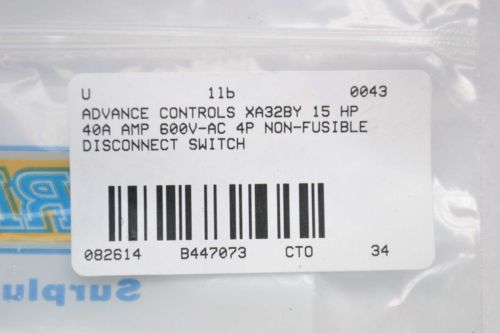 U 1lb 0043
ADVANCE CONTROLS XA32BY 15 HP
40A AMP 600V-AC 4P NON-FUSIBLE
DISCONNECT SWITCH
082614 B447073 CTO 34
Surplu